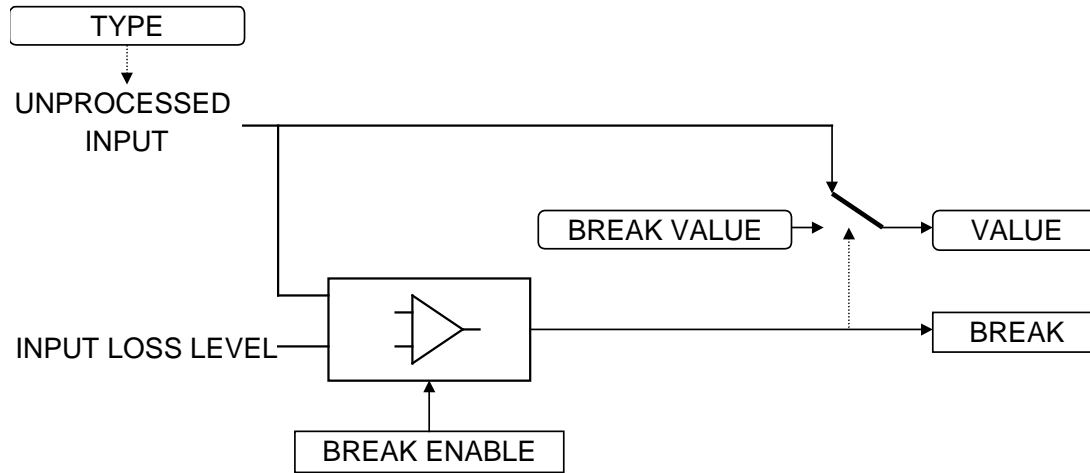 TYPE
UNPROCESSED
INPUT
BREAK VALUE
VALUE
INPUT LOSS LEVEL
BREAK
BREAK ENABLE